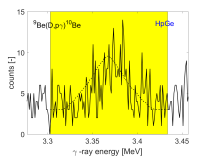 ⁹Be(D,pγ)¹⁰Be HpGe
15
10
5
0
counts [-]
3.3 3.36 3.4 3.45
γ -ray energy [MeV]